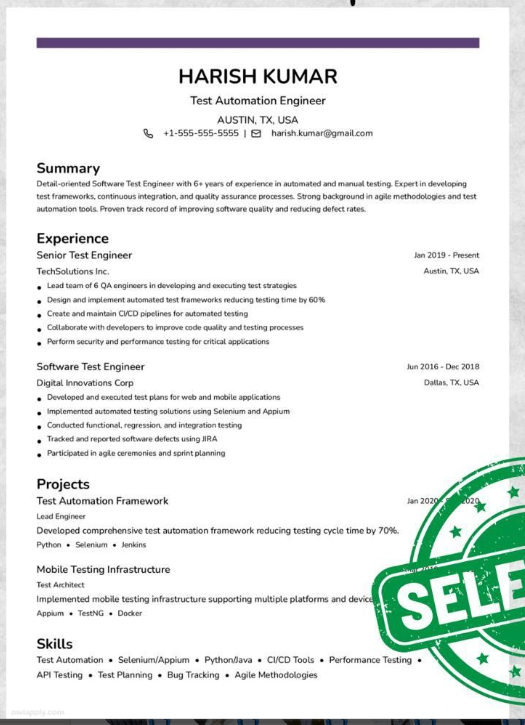 HARISH KUMAR
Test Automation Engineer
AUSTIN, TX, USA
+1-555-555-5555 | harish.kumar@gmail.com
Summary
Detail-oriented Software Test Engineer with 6+ years of experience in automated and manual testing. Expert in developing
test frameworks, continuous integration, and quality assurance processes. Strong background in agile methodologies and test
automation tools. Proven track record of improving software quality and reducing defect rates.
Experience
Senior Test Engineer Jan 2019 - Present
TechSolutions Inc. Austin, TX, USA
• Lead team of 6 QA engineers in developing and executing test strategies
• Design and implement automated test frameworks reducing testing time by 60%
• Create and maintain CI/CD pipelines for automated testing
• Collaborate with developers to improve code quality and testing processes
• Perform security and performance testing for critical applications
Software Test Engineer Jun 2016 - Dec 2018
Digital Innovations Corp Dallas, TX, USA
• Developed and executed test plans for web and mobile applications
• Implemented automated testing solutions using Selenium and Appium
• Conducted functional, regression, and integration testing
• Tracked and reported software defects using JIRA
• Participated in agile ceremonies and sprint planning
Projects
Test Automation Framework Jan 2020 - 2020
Lead Engineer
Developed comprehensive test automation framework reducing testing cycle time by 70%.
Python • Selenium • Jenkins
Mobile Testing Infrastructure
Test Architect
Implemented mobile testing infrastructure supporting multiple platforms and device
Appium • TestNG • Docker
SELE
Skills
Test Automation • Selenium/Appium • Python/Java • CI/CD Tools • Performance Testing •
API Testing • Test Planning • Bug Tracking • Agile Methodologies